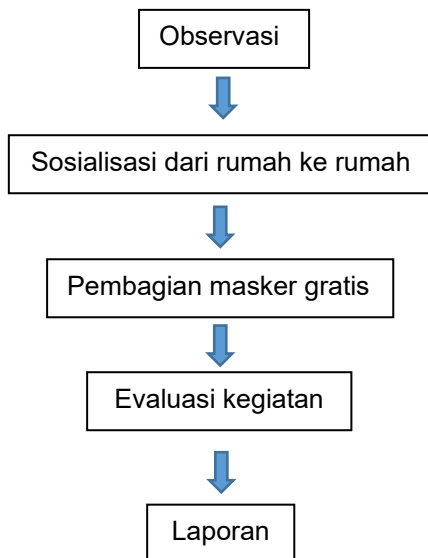 Observasi
Sosialisasi dari rumah ke rumah
Pembagian masker gratis
Evaluasi kegiatan
Laporan